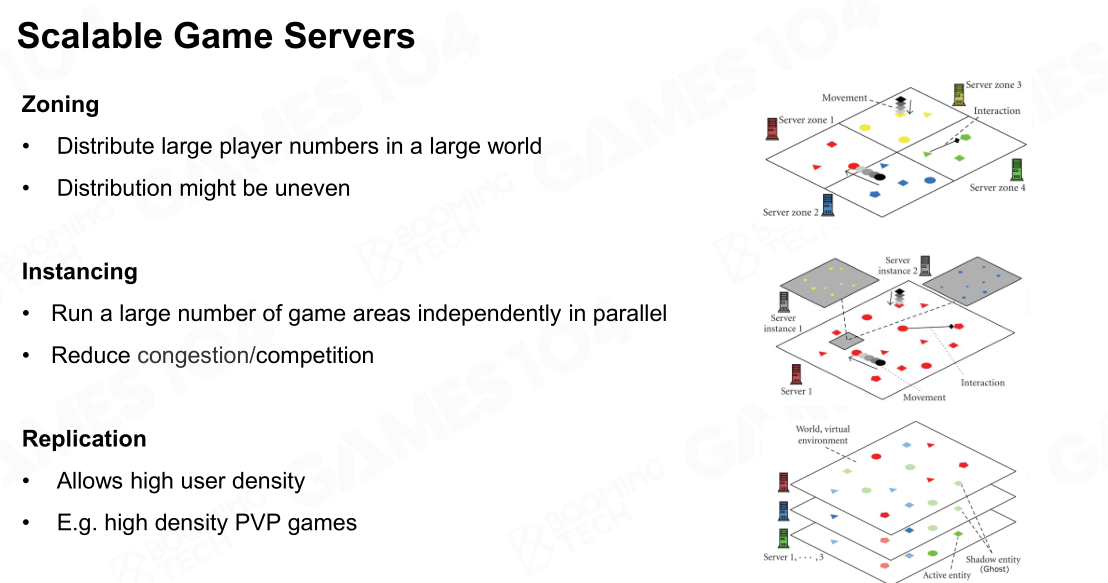 Scalable Game Servers
Zoning
• Distribute large player numbers in a large world
• Distribution might be uneven
Instancing
• Run a large number of game areas independently in parallel
• Reduce congestion/competition
Replication
• Allows high user density
• E.g. high density PVP games
Server zone 3
Movement
Interaction
Server zone 1
Server zone 4
Server zone 2
Server
instance 2
Server
instance 1
Server 1
Interaction
Movement
World, virtual
environment
Server 1, · · · , 3
Shadow entity
(Ghost)
Active entity
GAMES 104
BOOMING
TECH